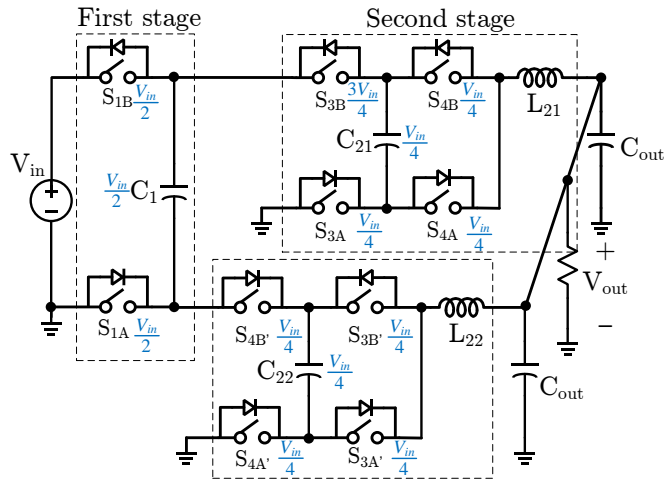 First stage
Second stage
S1B Vin/2
S3B 3Vin/4
S4B Vin/4
L21
Vin
Vin/2 C1
C21 Vin/4
Cout
S3A Vin/4
S4A Vin/4
+
Vout
–
S1A Vin/2
S4B' Vin/4
S3B' Vin/4
L22
C22 Vin/4
Cout
S4A' Vin/4
S3A' Vin/4